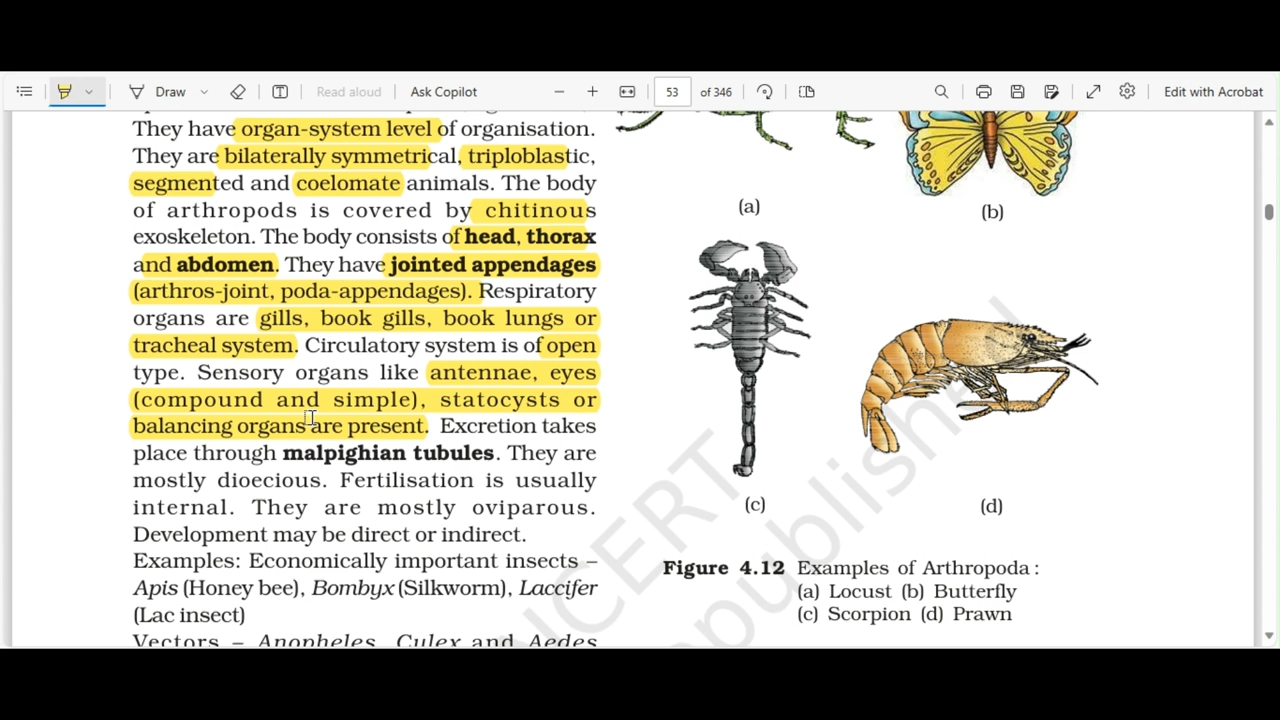 Draw
Read aloud
Ask Copilot
53
of 346
Edit with Acrobat
They have organ-system level of organisation.
They are bilaterally symmetrical, triploblastic,
segmented and coelomate animals. The body
of arthropods is covered by chitinous
exoskeleton. The body consists of head, thorax
and abdomen. They have jointed appendages
(arthros-joint, poda-appendages). Respiratory
organs are gills, book gills, book lungs or
tracheal system. Circulatory system is of open
type. Sensory organs like antennae, eyes
(compound and simple), statocysts or
balancing organs are present. Excretion takes
place through malpighian tubules. They are
mostly dioecious. Fertilisation is usually
internal. They are mostly oviparous.
Development may be direct or indirect.
Examples: Economically important insects –
Apis (Honey bee), Bombyx (Silkworm), Laccifer
(Lac insect)
Vectors – Anopheles, Culex and Aedes
(a)
(b)
(c)
(d)
Figure 4.12 Examples of Arthropoda :
(a) Locust (b) Butterfly
(c) Scorpion (d) Prawn
NCERT